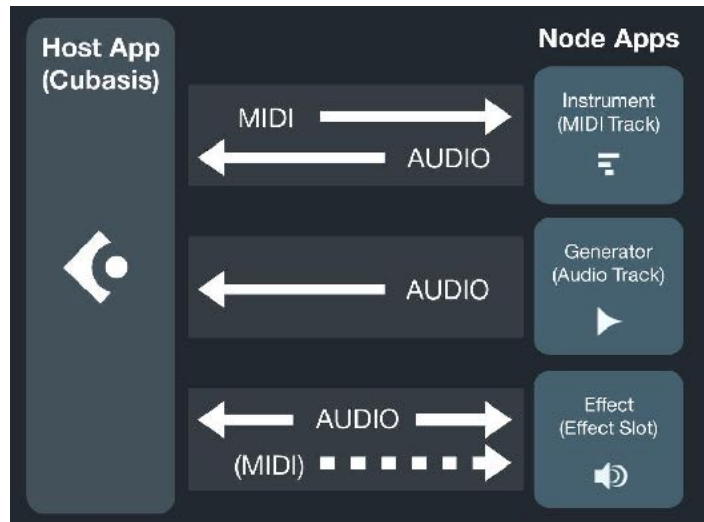 Host App
(Cubasis)
Node Apps
MIDI
AUDIO
Instrument
(MIDI Track)
AUDIO
Generator
(Audio Track)
AUDIO
(MIDI)
Effect
(Effect Slot)